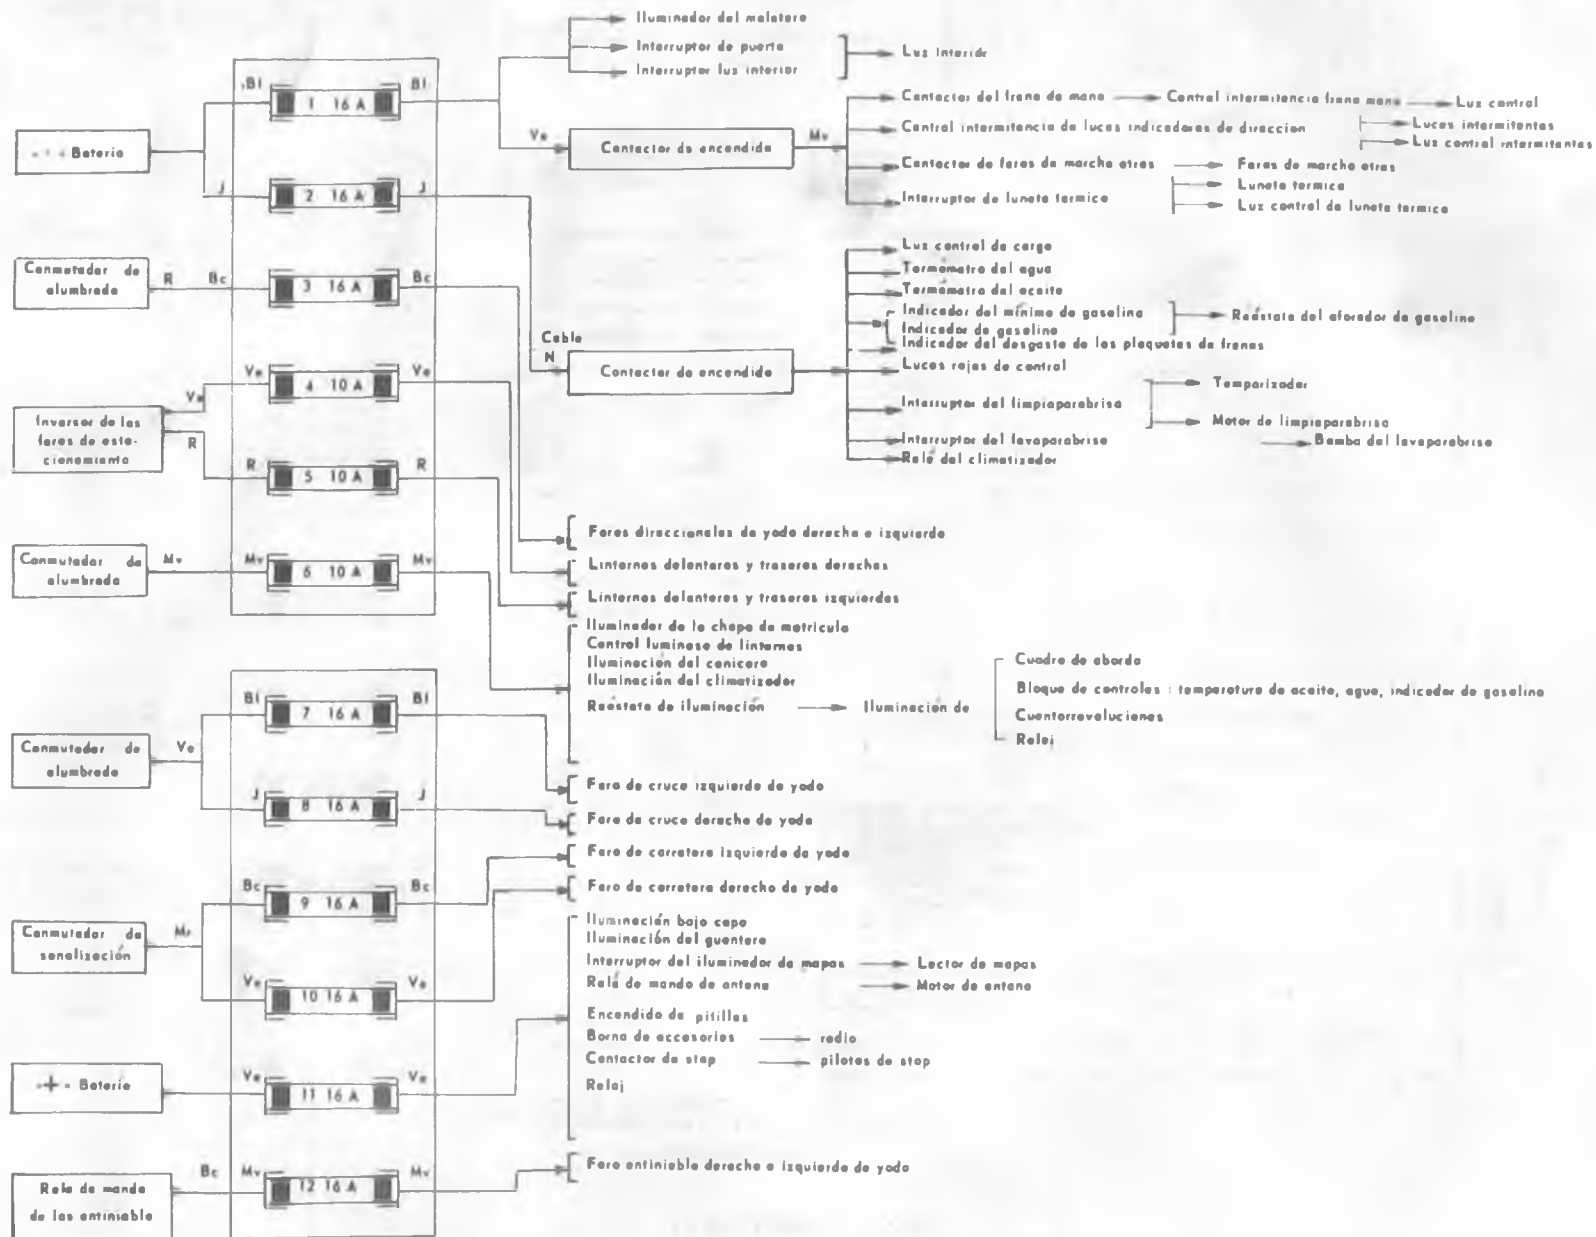 Iluminador del maletero
Interruptor de puerta
Interruptor luz interior
Luz interior
Bl
1 16 A
Bl
- + - Batería
J
2 16 A
J
Ve
Contactor de encendido
Mv
Contactor del freno de mano
Control intermitencia freno mano
Luz control
Control intermitencia de luces indicadores de direccion
Luces intermitentes
Luz control intermitentes
Contactor de faros de marcha atras
Faros de marcha atras
Interruptor de luneta termica
Luneta termica
Luz control de luneta termica
Conmutador de
alumbrado
R
Bc
3 16 A
Bc
Cable
N
Contactor de encendido
Luz control de carga
Termómetro del agua
Termómetro del aceite
Indicador del mínimo de gasolina
Indicador de gasolina
Reóstato del aforador de gasolina
Indicador del desgaste de las plaquetas de frenos
Luces rojas de control
Interruptor del limpiaparabrisa
Temporizador
Motor de limpiaparabrisa
Interruptor del lavaparabrisa
Bomba del lavaparabrisa
Relé del climatizador
Inversor de los
faros de esta-
cionamiento
Ve
R
Ve
4 10 A
Ve
R
5 10 A
R
Conmutador de
alumbrado
Mv
Mv
6 10 A
Mv
Faros direccionales de yodo derecho e izquierdo
Linternas delanteras y traseras derechas
Linternas delanteras y traseras izquierdas
Iluminador de la chapa de matricula
Control luminoso de linternas
Iluminación del cenicero
Iluminación del climatizador
Reóstato de iluminación
Iluminación de
Cuadro de abordo
Bloque de controles : temperatura de aceite, agua, indicador de gasolina
Cuentarrevoluciones
Reloj
Conmutador de
alumbrado
Ve
Bl
7 16 A
Bl
J
8 16 A
J
Faro de cruce izquierdo de yodo
Faro de cruce derecho de yodo
Faro de carretera izquierdo de yodo
Faro de carretera derecho de yodo
Conmutador de
senalización
Mr
Bc
9 16 A
Bc
Ve
10 16 A
Ve
Iluminación bajo capo
Iluminación del guantero
Interruptor del iluminador de mapas
Lector de mapas
Relé de mando de antena
Motor de antena
Encendido de pitillos
Borna de accesorios
radio
Contactor de stop
pilotos de stop
Reloj
- + - Batería
Ve
11 16 A
Ve
Relé de mando
de los antiniebla
Bc
Mv
12 16 A
Mv
Faro antiniebla derecho e izquierdo de yodo